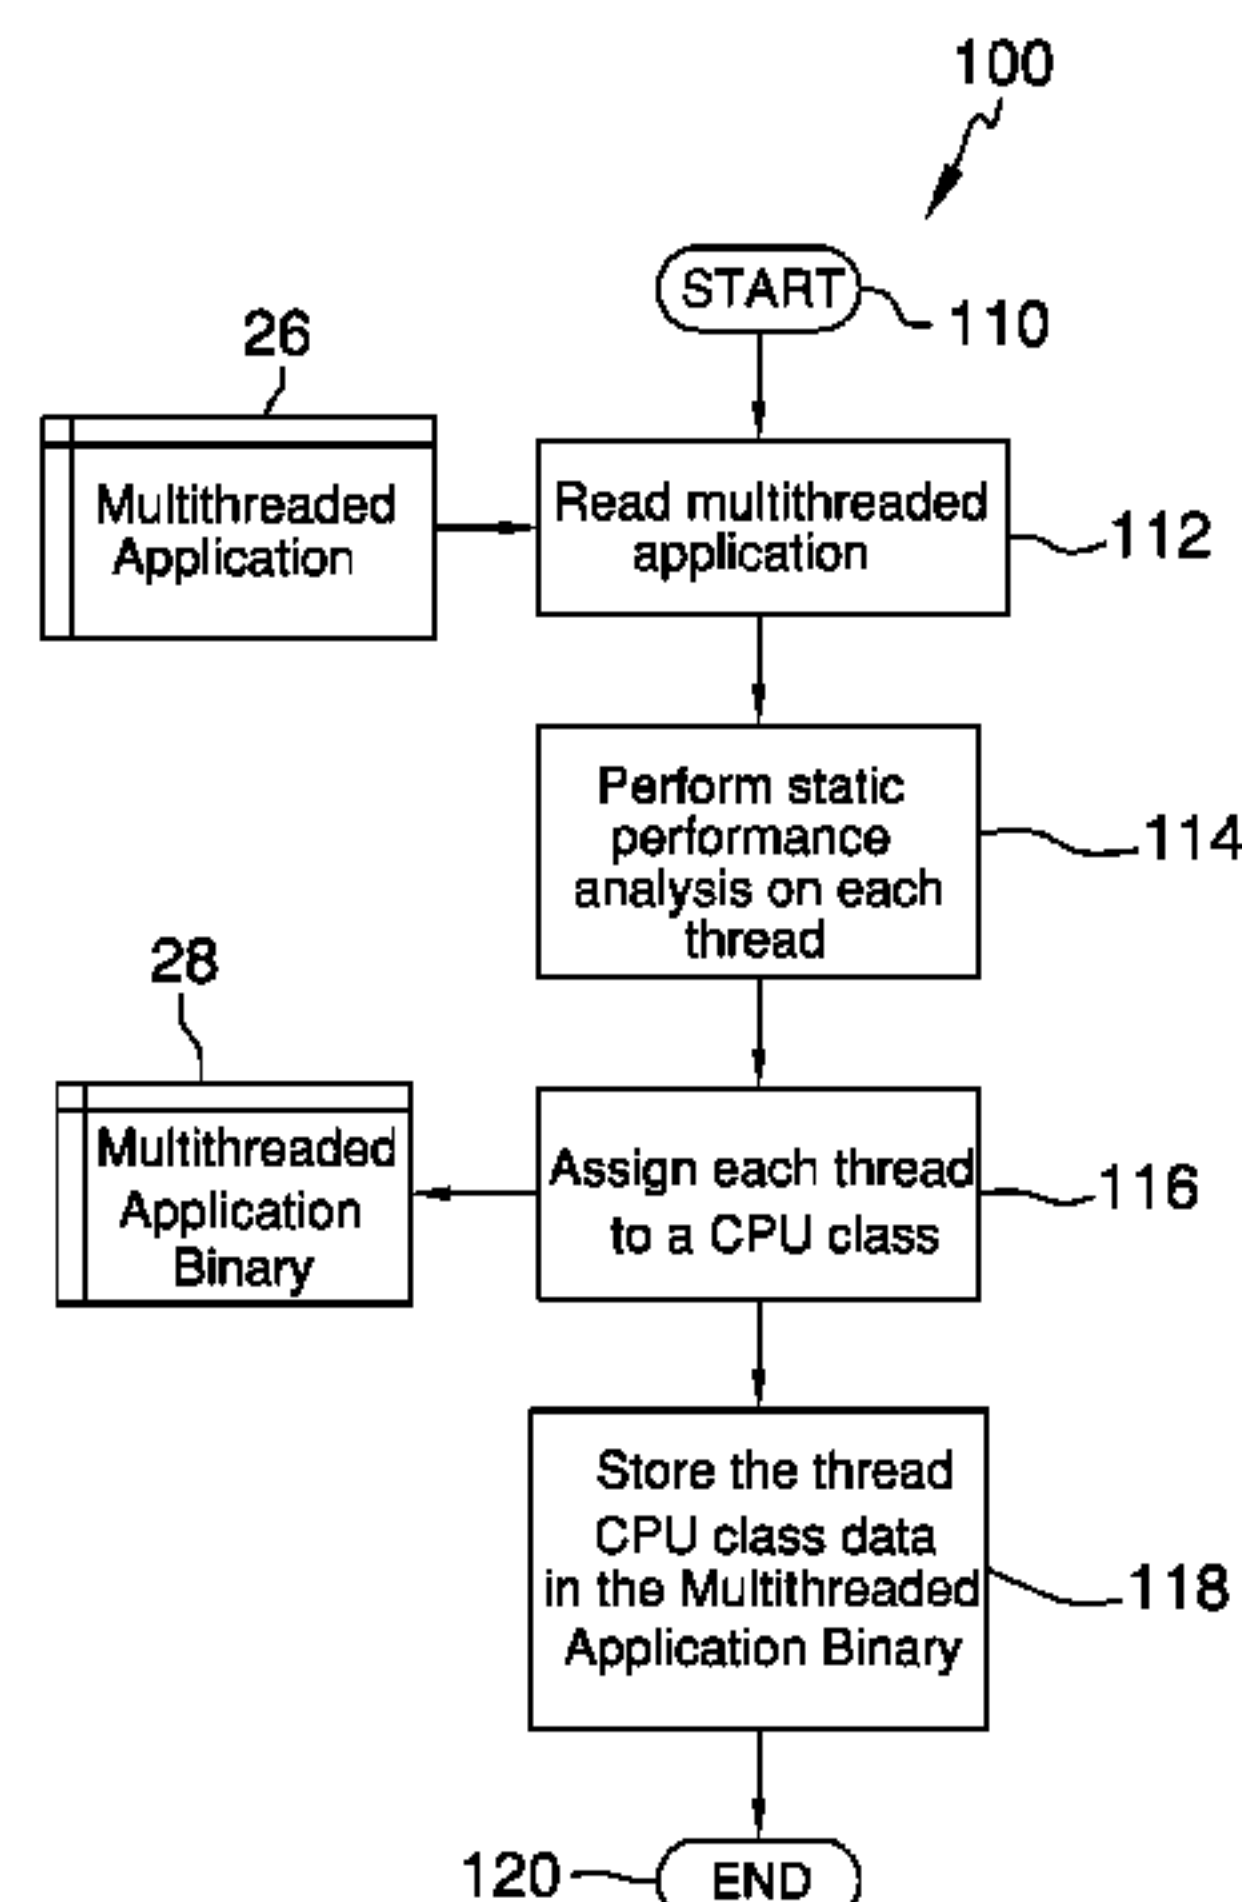 100
START
110
26
Multithreaded
Application
Read multithreaded
application
112
Perform static
performance
analysis on each
thread
114
28
Multithreaded
Application
Binary
Assign each thread
to a CPU class
116
Store the thread
CPU class data
in the Multithreaded
Application Binary
118
120
END